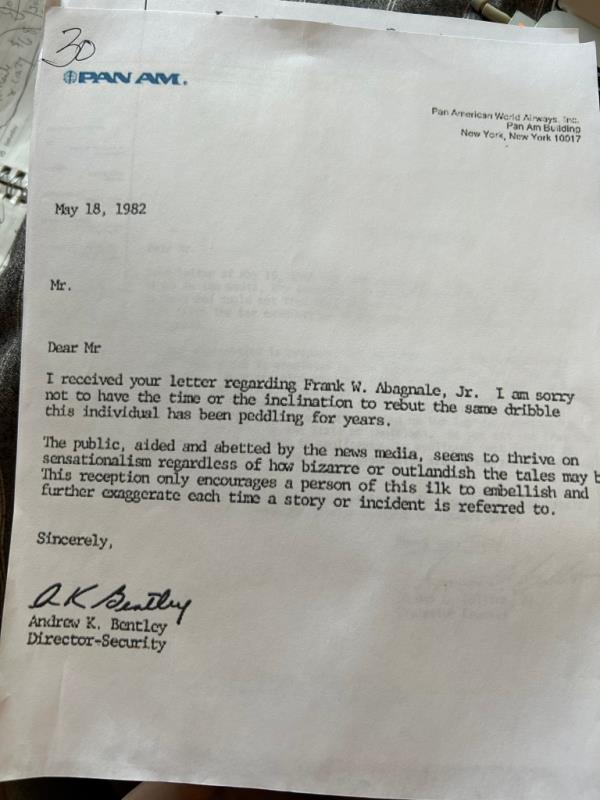 30
PAN AM.
Pan American World Airways, Inc.
Pan Am Building
New York, New York 10017
May 18, 1982
Mr.
Dear Mr
I received your letter regarding Frank W. Abagnale, Jr. I am sorry
not to have the time or the inclination to rebut the same dribble
this individual has been peddling for years.
The public, aided and abetted by the news media, seems to thrive on
sensationalism regardless of how bizarre or outlandish the tales may b
This reception only encourages a person of this ilk to embellish and
further exaggerate each time a story or incident is referred to.
Sincerely,
A K Bentley
Andrew K. Bentley
Director-Security